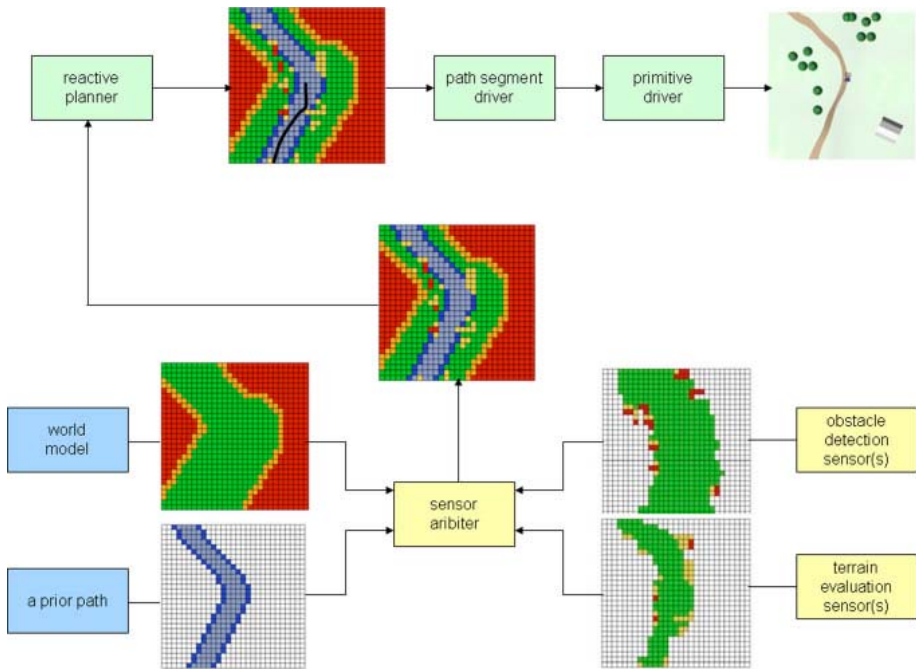 reactive
planner
path segment
driver
primitive
driver
world
model
obstacle
detection
sensor(s)
sensor
aribiter
a prior path
terrain
evaluation
sensor(s)